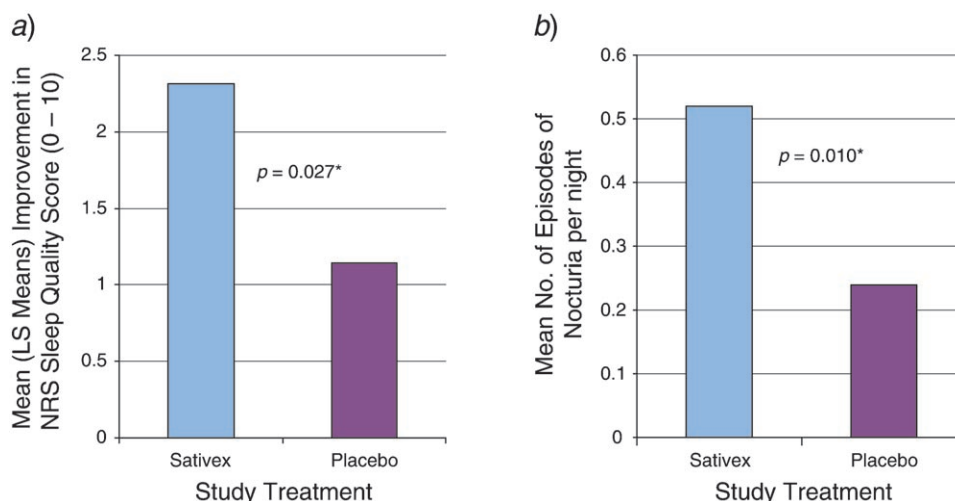 a)
Mean (LS Means) Improvement in
NRS Sleep Quality Score (0 – 10)
2.5
2
1.5
1
0.5
0
p = 0.027*
Sativex
Placebo
Study Treatment
b)
Mean No. of Episodes of
Nocturia per night
0.6
0.5
0.4
0.3
0.2
0.1
0
p = 0.010*
Sativex
Placebo
Study Treatment